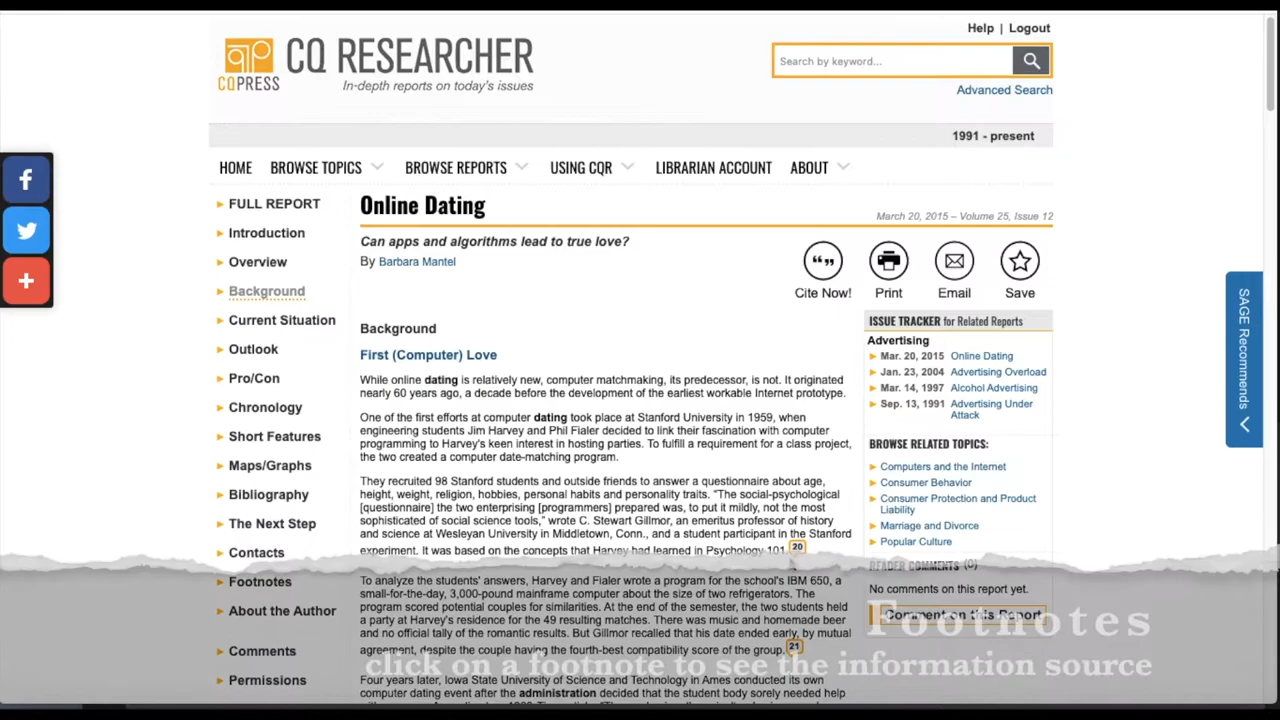 Help | Logout
CQ RESEARCHER
CQPRESS
In-depth reports on today's issues
Search by keyword...
Advanced Search
1991 - present
HOME BROWSE TOPICS BROWSE REPORTS USING CQR LIBRARIAN ACCOUNT ABOUT
FULL REPORT
Introduction
Overview
Background
Current Situation
Outlook
Pro/Con
Chronology
Short Features
Maps/Graphs
Bibliography
The Next Step
Contacts
Footnotes
About the Author
Comments
Permissions
Online Dating
March 20, 2015 – Volume 25, Issue 12
Can apps and algorithms lead to true love?
By Barbara Mantel
Cite Now! Print Email Save
Background
First (Computer) Love
While online dating is relatively new, computer matchmaking, its predecessor, is not. It originated
nearly 60 years ago, a decade before the development of the earliest workable Internet prototype.
One of the first efforts at computer dating took place at Stanford University in 1959, when
engineering students Jim Harvey and Phil Fialer decided to link their fascination with computer
programming to Harvey's keen interest in hosting parties. To fulfill a requirement for a class project,
the two created a computer date-matching program.
They recruited 98 Stanford students and outside friends to answer a questionnaire about age,
height, weight, religion, hobbies, personal habits and personality traits. “The social-psychological
[questionnaire] the two enterprising [programmers] prepared was, to put it mildly, not the most
sophisticated of social science tools,” wrote C. Stewart Gillmor, an emeritus professor of history
and science at Wesleyan University in Middletown, Conn., and a student participant in the Stanford
experiment. It was based on the concepts that Harvey had learned in Psychology 101. 20
To analyze the students' answers, Harvey and Fialer wrote a program for the school's IBM 650, a
small-for-the-day, 3,000-pound mainframe computer about the size of two refrigerators. The
program scored potential couples for similarities. At the end of the semester, the two students held
a party at Harvey's residence for the 49 resulting matches. There was music and homemade beer
and no official tally of the romantic results. But Gillmor recalled that his date ended early, by mutual
agreement, despite the couple having the fourth-best compatibility score of the group. 21
Four years later, Iowa State University of Science and Technology in Ames conducted its own
computer dating event after the administration decided that the student body sorely needed help
ISSUE TRACKER for Related Reports
Advertising
Mar. 20, 2015 Online Dating
Jan. 23, 2004 Advertising Overload
Mar. 14, 1997 Alcohol Advertising
Sep. 13, 1991 Advertising Under
Attack
BROWSE RELATED TOPICS:
Computers and the Internet
Consumer Behavior
Consumer Protection and Product
Liability
Marriage and Divorce
Popular Culture
READER COMMENTS (0)
No comments on this report yet.
Comment on this Report
SAGE Recommends
Footnotes
click on a footnote to see the information source